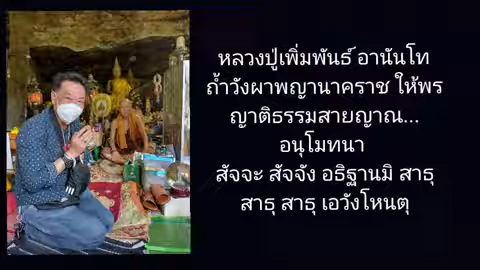 หลวงปู่เพิ่มพันธ์ อานันโท
ถ้ำวังผาพญานาคราช ให้พร
ญาติธรรมสายญาณ...
อนุโมทนา
สัจจะ สัจจัง อธิฐานมิ สาธุ
สาธุ สาธุ เอวังโหนตุ